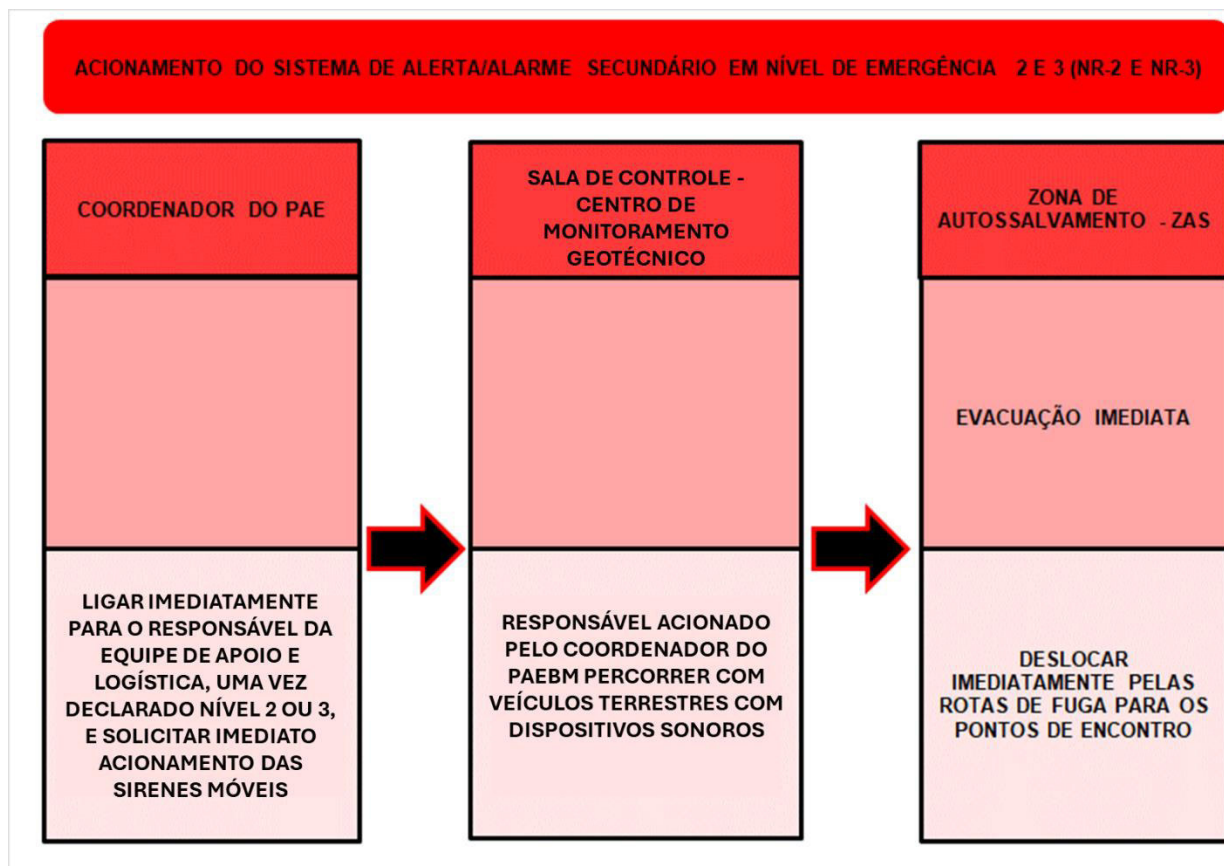 ACIONAMENTO DO SISTEMA DE ALERTA/ALARME SECUNDÁRIO EM NÍVEL DE EMERGÊNCIA 2 E 3 (NR-2 E NR-3)
COORDENADOR DO PAE
LIGAR IMEDIATAMENTE
PARA O RESPONSÁVEL DA
EQUIPE DE APOIO E
LOGÍSTICA, UMA VEZ
DECLARADO NÍVEL 2 OU 3,
E SOLICITAR IMEDIATO
ACIONAMENTO DAS
SIRENES MÓVEIS
SALA DE CONTROLE -
CENTRO DE
MONITORAMENTO
GEOTÉCNICO
RESPONSÁVEL ACIONADO
PELO COORDENADOR DO
PAEBM PERCORRER COM
VEÍCULOS TERRESTRES COM
DISPOSITIVOS SONOROS
ZONA DE
AUTOSSALVAMENTO - ZAS
EVACUAÇÃO IMEDIATA
DESLOCAR
IMEDIATAMENTE PELAS
ROTAS DE FUGA PARA OS
PONTOS DE ENCONTRO